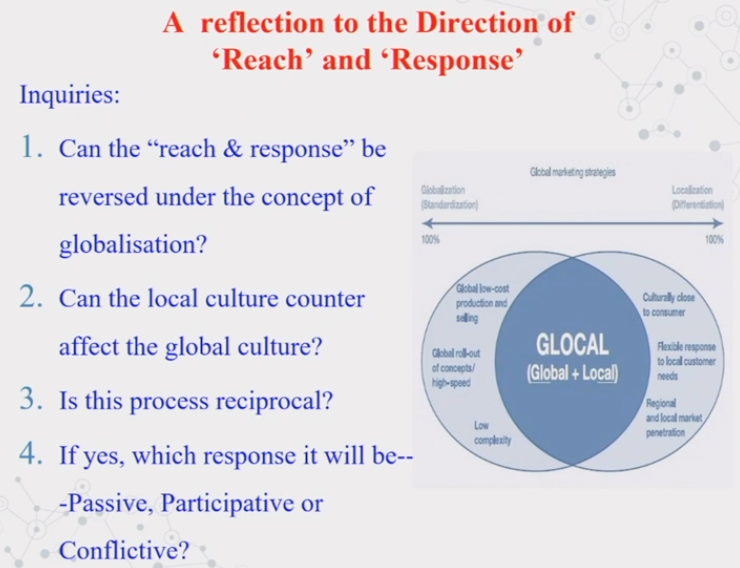 A reflection to the Direction of
‘Reach’ and ‘Response’
Inquiries:
1. Can the “reach & response” be
reversed under the concept of
globalisation?
2. Can the local culture counter
affect the global culture?
3. Is this process reciprocal?
4. If yes, which response it will be--
-Passive, Participative or
Conflictive?
Global marketing strategies
Globalization
(Standardization)
Localization
(Differentiation)
100%
100%
Global low-cost
production and
selling
Global roll-out
of concepts/
high-speed
Low
complexity
GLOCAL
(Global + Local)
Culturally close
to consumer
Flexible response
to local customer
needs
Regional
and local market
penetration